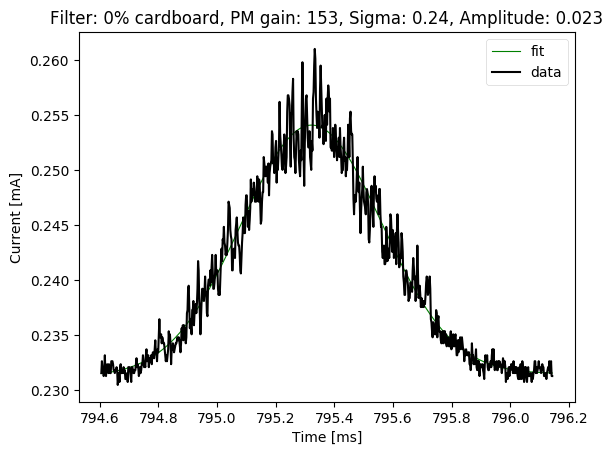 Filter: 0% cardboard, PM gain: 153, Sigma: 0.24, Amplitude: 0.023
fit
data
0.260
0.255
0.250
0.245
0.240
0.235
0.230
Current [mA]
794.6 794.8 795.0 795.2 795.4 795.6 795.8 796.0 796.2
Time [ms]